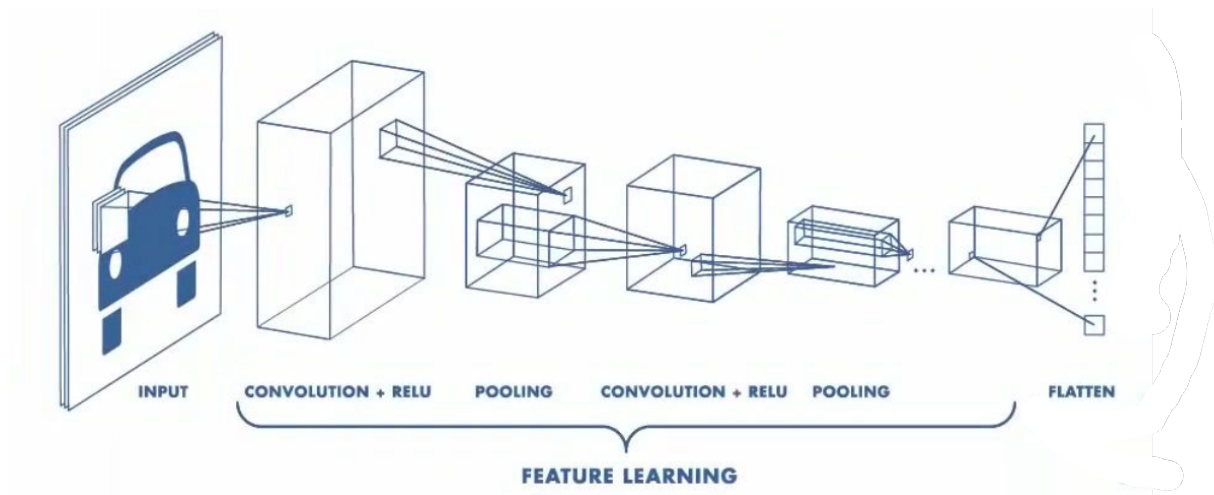 INPUT
CONVOLUTION + RELU
POOLING
CONVOLUTION + RELU
POOLING
FLATTEN
FEATURE LEARNING